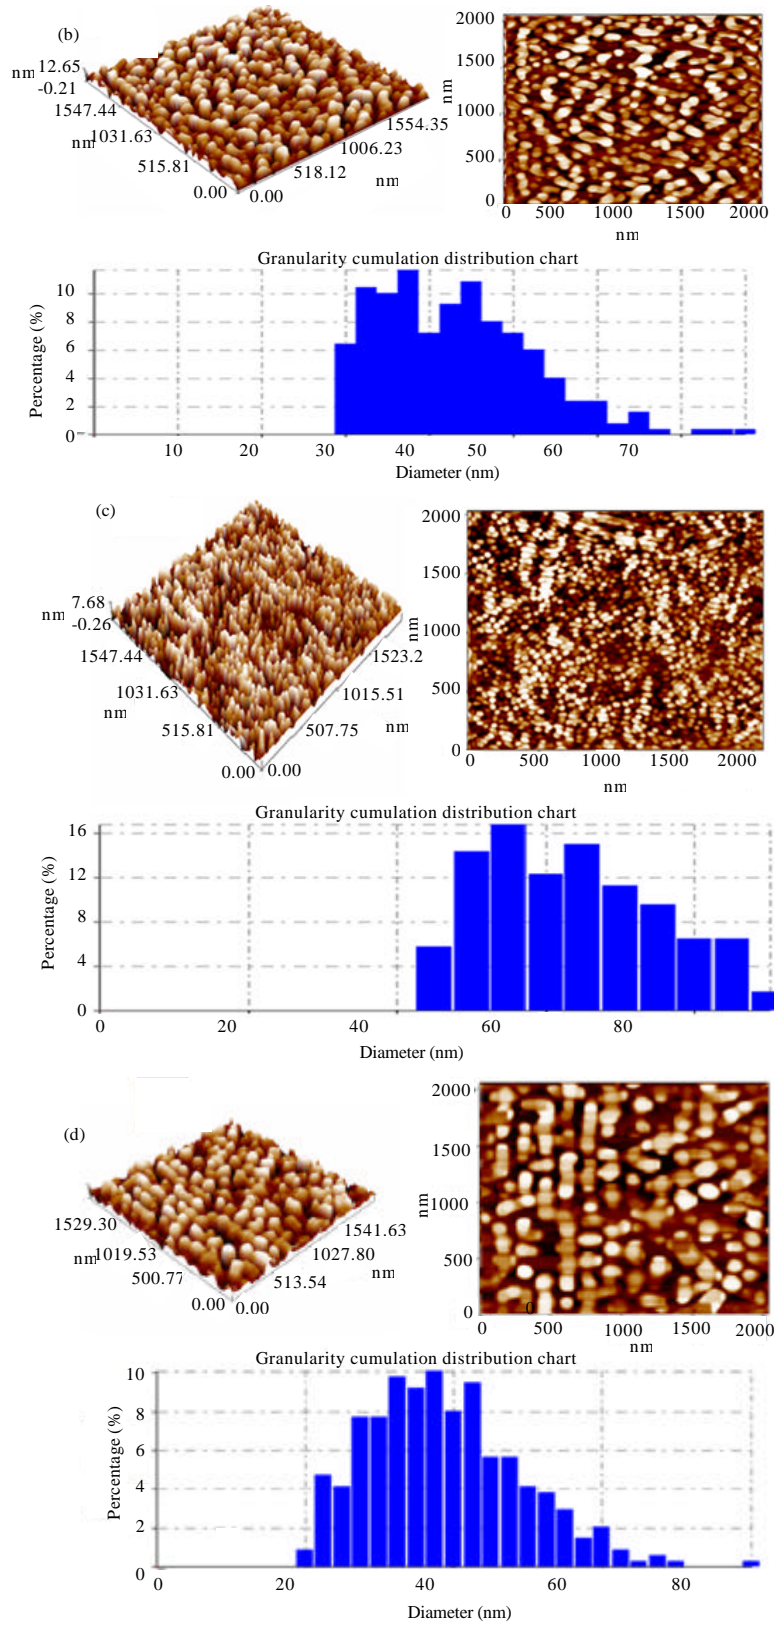 (b)
nm 12.65
-0.21
1547.44
1031.63
nm
515.81
0.00
0.00
518.12
1006.23
1554.35
nm
2000
1500
1000
500
0
nm
0 500 1000 1500 2000
nm
Granularity cumulation distribution chart
10
8
6
4
2
0
Percentage (%)
10 20 30 40 50 60 70
Diameter (nm)
(c)
nm 7.68
-0.26
1547.44
1031.63
nm
515.81
0.00
0.00
507.75
1015.51
1523.2
nm
2000
1500
1000
500
0
nm
0 500 1000 1500 2000
nm
Granularity cumulation distribution chart
16
12
8
4
0
Percentage (%)
0 20 40 60 80
Diameter (nm)
(d)
1529.30
nm 1019.53
500.77
0.00
0.00
513.54
1027.80
1541.63
nm
2000
1500
1000
500
0
nm
0
0 500 1000 1500 2000
nm
Granularity cumulation distribution chart
10
8
6
4
2
0
Percentage (%)
0 20 40 60 80
Diameter (nm)